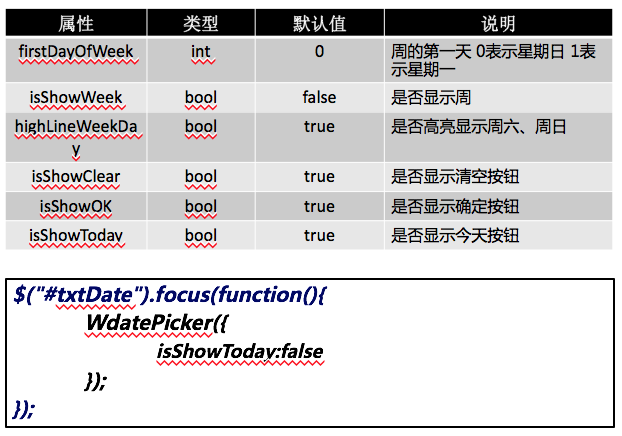 属性 类型 默认值 说明
firstDayOfWeek int 0 周的第一天 0表示星期日 1表
示星期一
isShowWeek bool false 是否显示周
highLineWeekDa bool true 是否高亮显示周六、周日
y
isShowClear bool true 是否显示清空按钮
isShowOK bool true 是否显示确定按钮
isShowToday bool true 是否显示今天按钮
$("#txtDate").focus(function(){
WdatePicker({
isShowToday:false
});
});